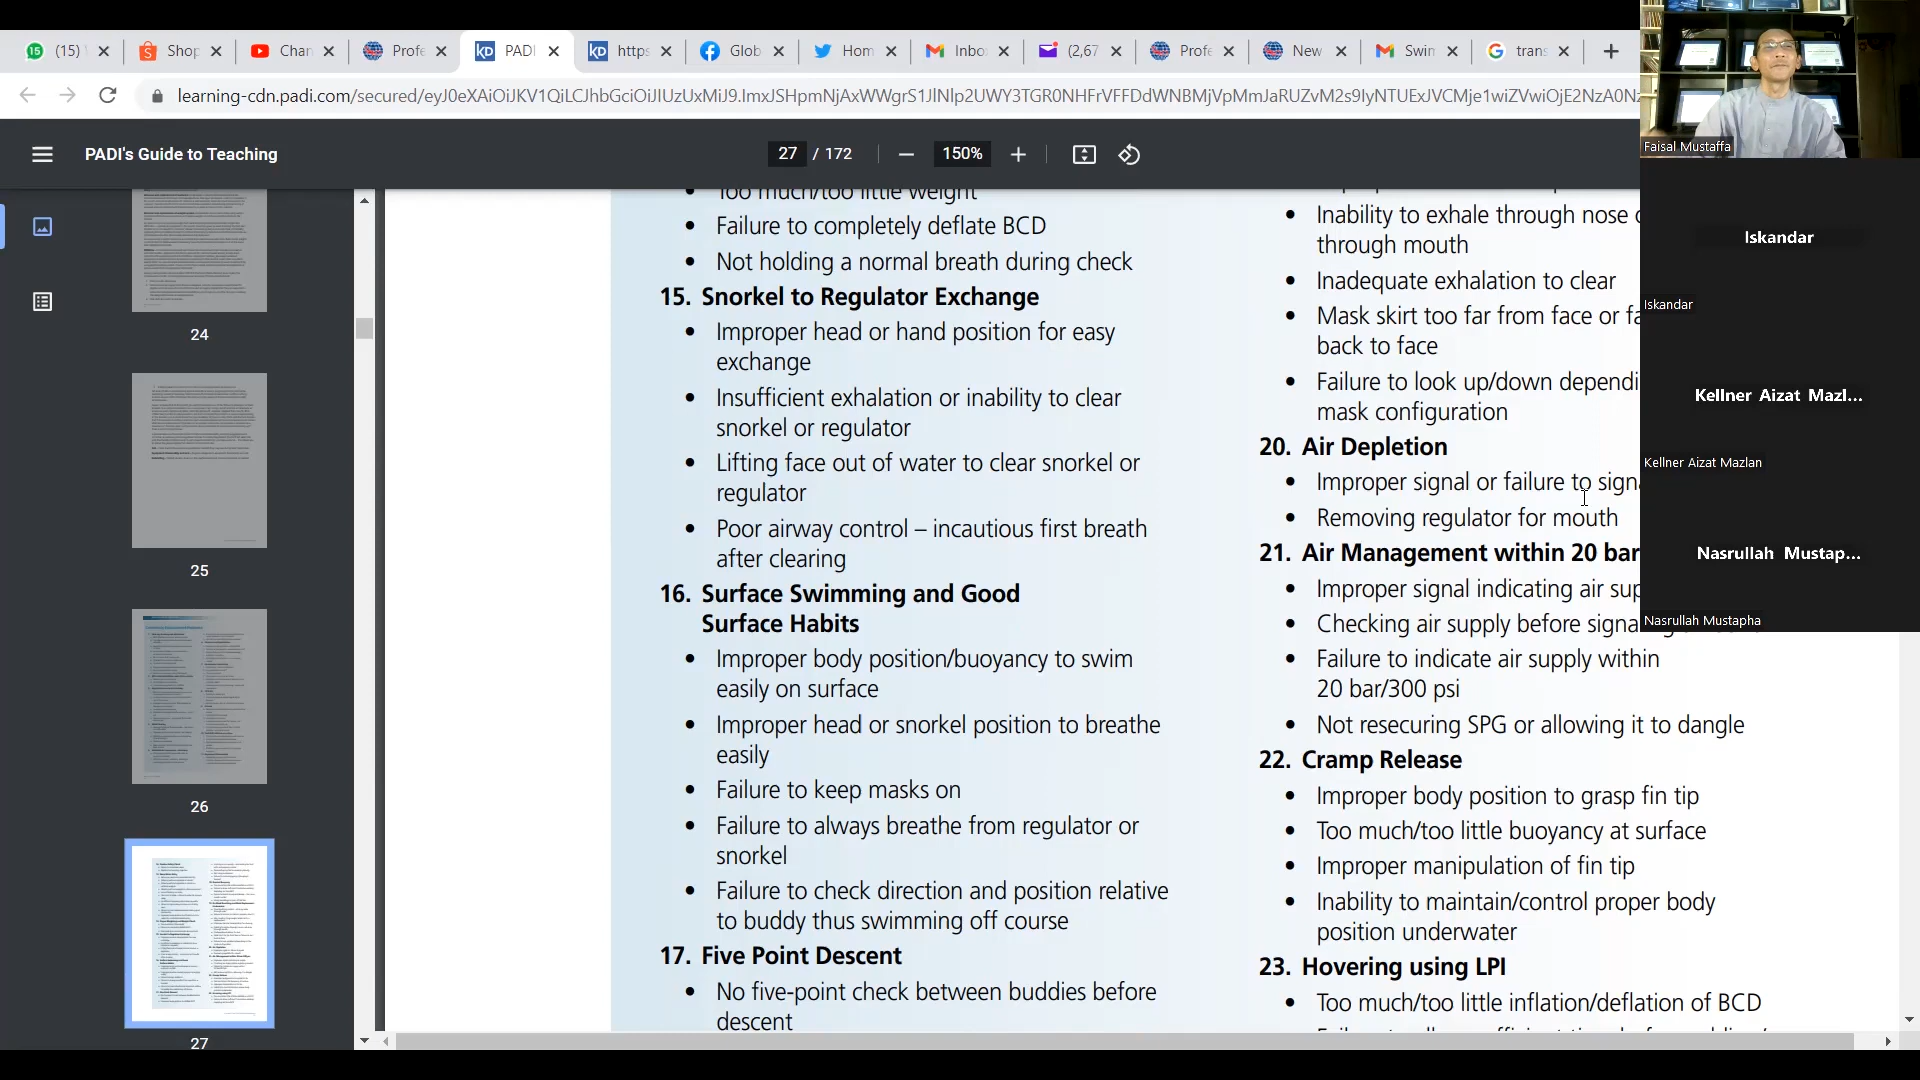 (15)
Shop
Chan
Profe
PADI
https
Glob
Hom
Inbo
(2,67
Profe
New
Swin
tran
learning-cdn.padi.com/secured/
PADI's Guide to Teaching
27 / 172
150%
24
25
26
27
Too much/too little weight
• Failure to completely deflate BCD
• Not holding a normal breath during check
15. Snorkel to Regulator Exchange
• Improper head or hand position for easy
exchange
• Insufficient exhalation or inability to clear
snorkel or regulator
• Lifting face out of water to clear snorkel or
regulator
• Poor airway control – incautious first breath
after clearing
16. Surface Swimming and Good
Surface Habits
• Improper body position/buoyancy to swim
easily on surface
• Improper head or snorkel position to breathe
easily
• Failure to keep masks on
• Failure to always breathe from regulator or
snorkel
• Failure to check direction and position relative
to buddy thus swimming off course
17. Five Point Descent
• No five-point check between buddies before
descent
• Inability to exhale through nose
through mouth
• Inadequate exhalation to clear
• Mask skirt too far from face or fa
back to face
• Failure to look up/down dependi
mask configuration
20. Air Depletion
• Improper signal or failure to signa
• Removing regulator for mouth
21. Air Management within 20 bar
• Improper signal indicating air sup
• Checking air supply before signa
• Failure to indicate air supply within
20 bar/300 psi
• Not resecuring SPG or allowing it to dangle
22. Cramp Release
• Improper body position to grasp fin tip
• Too much/too little buoyancy at surface
• Improper manipulation of fin tip
• Inability to maintain/control proper body
position underwater
23. Hovering using LPI
• Too much/too little inflation/deflation of BCD
Faisal Mustaffa
Iskandar
Iskandar
Kellner Aizat Mazl...
Kellner Aizat Mazlan
Nasrullah Mustap...
Nasrullah Mustapha